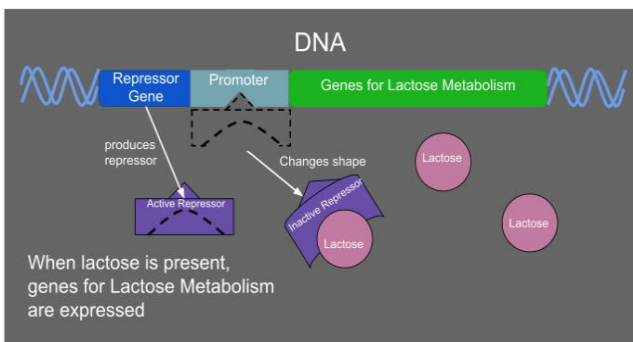 DNA
Repressor
Gene
Promoter
Genes for Lactose Metabolism
produces
repressor
Changes shape
Lactose
Active Repressor
Inactive Repressor
Lactose
Lactose
When lactose is present,
genes for Lactose Metabolism
are expressed